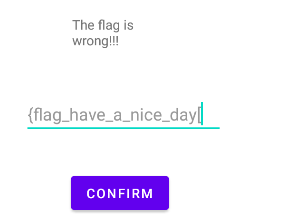 The flag is
wrong!!!
{flag_have_a_nice_day[
CONFIRM